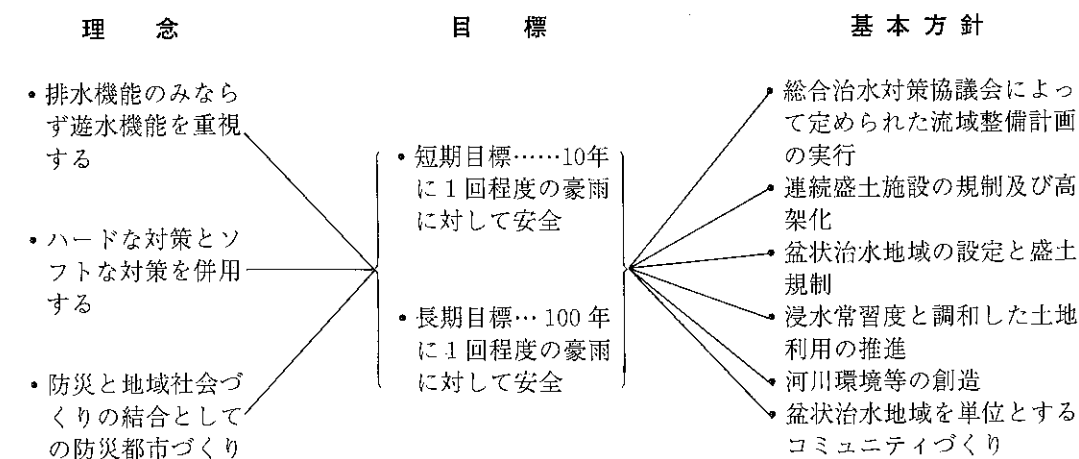 理念
目標
基本方針
• 排水機能のみなら
ず遊水機能を重視
する
• ハードな対策とソ
フトな対策を併用
する
• 防災と地域社会づ
くりの結合として
の防災都市づくり
• 短期目標……10年
に1回程度の豪雨
に対して安全
• 長期目標…100年
に1回程度の豪雨
に対して安全
• 総合治水対策協議会によっ
て定められた流域整備計画
の実行
• 連続盛土施設の規制及び高
架化
• 盆状治水地域の設定と盛土
規制
• 浸水常習度と調和した土地
利用の推進
• 河川環境等の創造
• 盆状治水地域を単位とする
コミュニティづくり